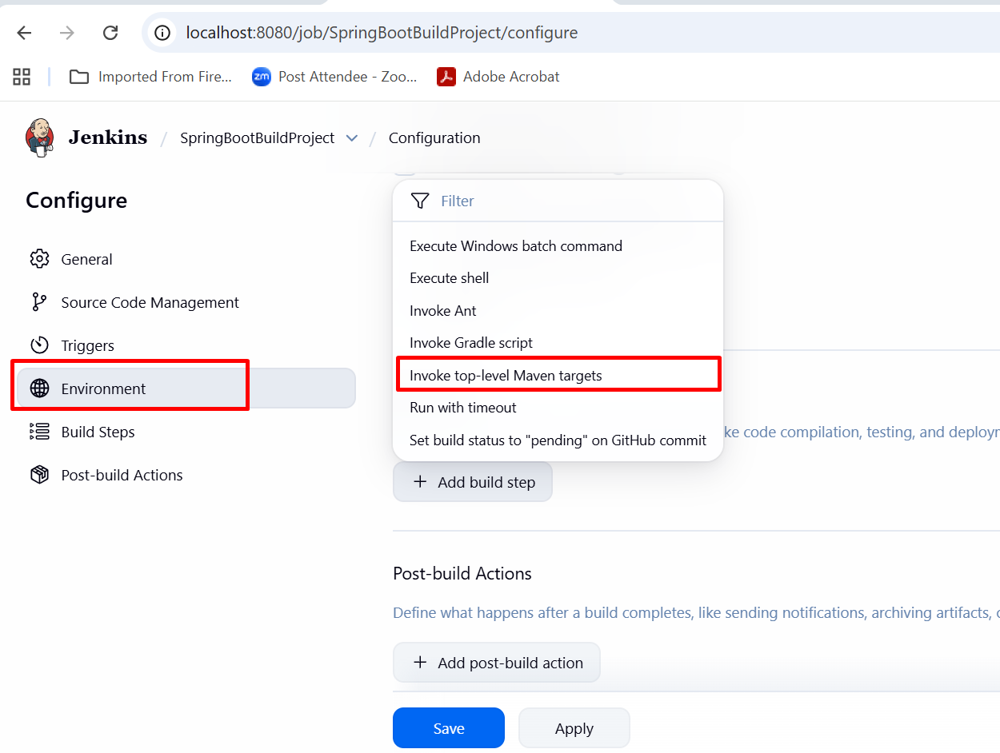 localhost:8080/job/SpringBootBuildProject/configure
Imported From Fire...
zm
Post Attendee - Zoo...
Adobe Acrobat
Jenkins / SpringBootBuildProject / Configuration
Configure
General
Source Code Management
Triggers
Environment
Build Steps
Post-build Actions
Filter
Execute Windows batch command
Execute shell
Invoke Ant
Invoke Gradle script
Invoke top-level Maven targets
Run with timeout
Set build status to "pending" on GitHub commit
ke code compilation, testing, and deployr
+ Add build step
Post-build Actions
Define what happens after a build completes, like sending notifications, archiving artifacts,
+ Add post-build action
Save
Apply